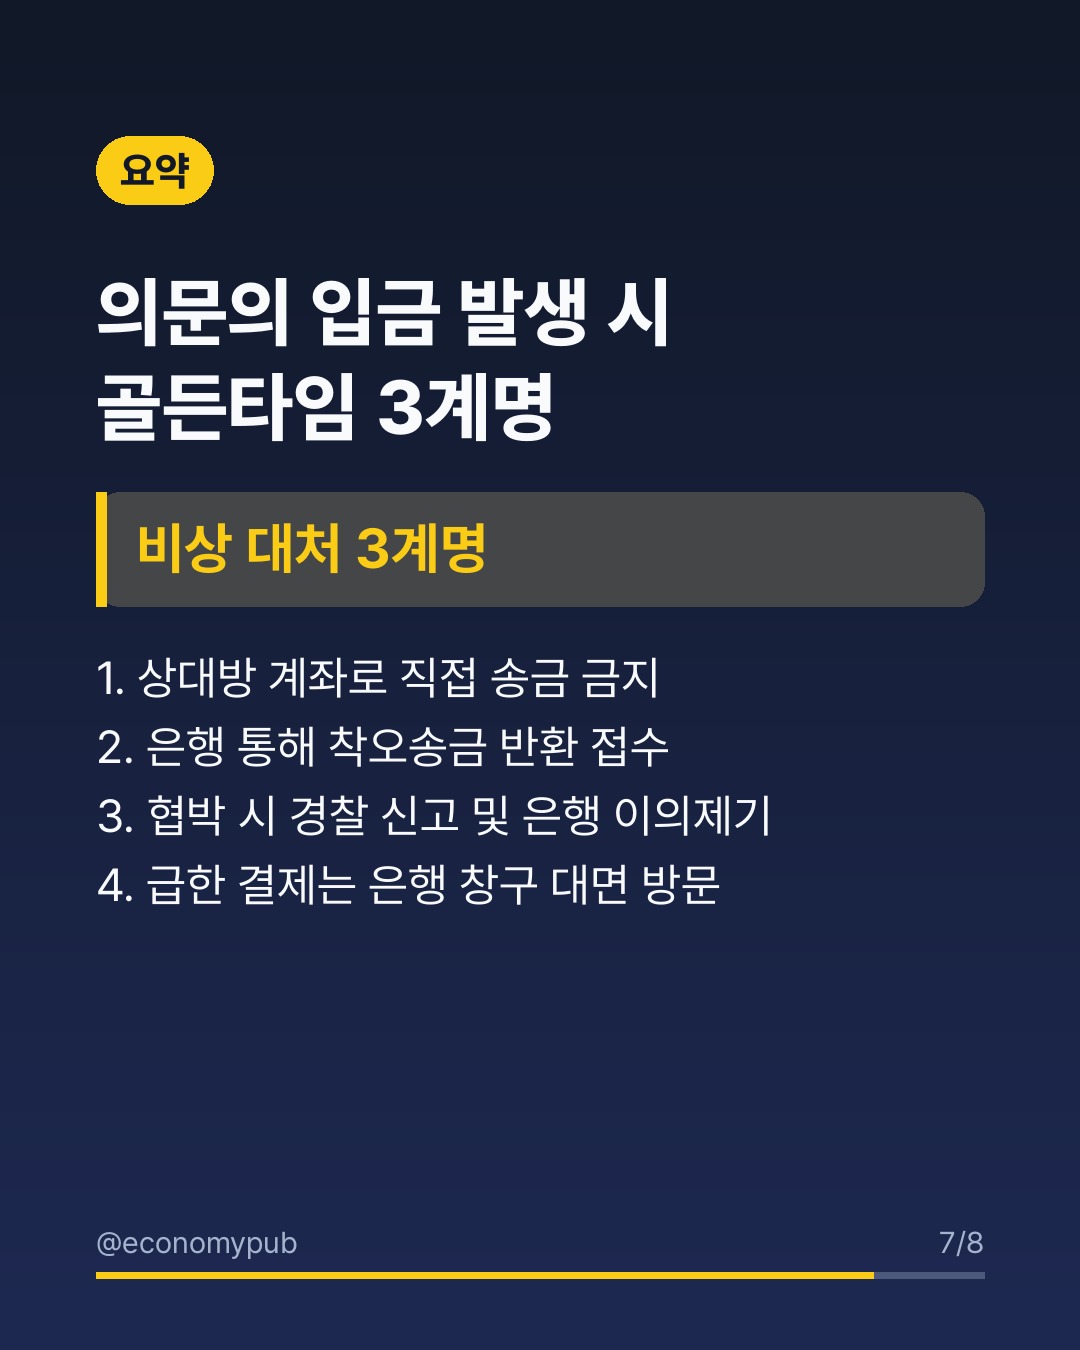 요약
의문의 입금 발생 시
골든타임 3계명
비상 대처 3계명
1. 상대방 계좌로 직접 송금 금지
2. 은행 통해 착오송금 반환 접수
3. 협박 시 경찰 신고 및 은행 이의제기
4. 급한 결제는 은행 창구 대면 방문
@economypub
7/8